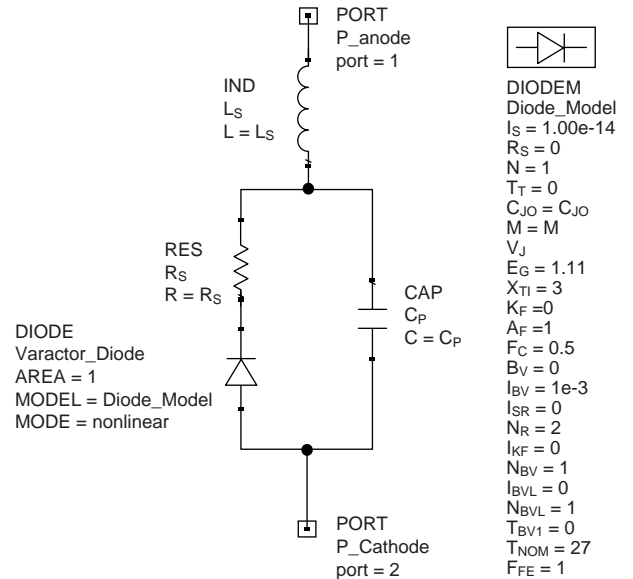 PORT
P_anode
port = 1
IND
LS
L = LS
RES
RS
R = RS
CAP
CP
C = CP
DIODE
Varactor_Diode
AREA = 1
MODEL = Diode_Model
MODE = nonlinear
PORT
P_Cathode
port = 2
DIODEM
Diode_Model
IS = 1.00e-14
RS = 0
N = 1
TT = 0
CJO = CJO
M = M
VJ
EG = 1.11
XTI = 3
KF =0
AF =1
FC = 0.5
BV = 0
IBV = 1e-3
ISR = 0
NR = 2
IKF = 0
NBV = 1
IBVL = 0
NBVL = 1
TBV1 = 0
TNOM = 27
FFE = 1